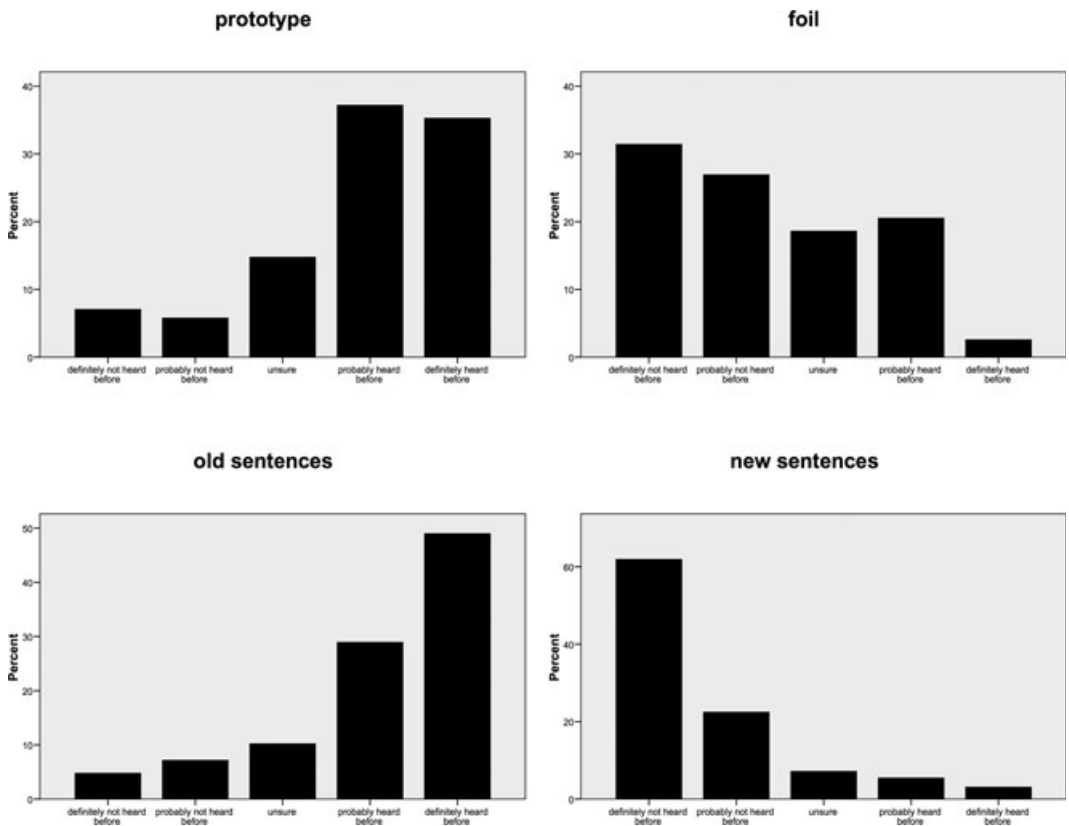 prototype
40
30
20
10
0
Percent
definitely not heard
before
probably not heard
before
unsure
probably heard
before
definitely heard
before
foil
40
30
20
10
0
Percent
definitely not heard
before
probably not heard
before
unsure
probably heard
before
definitely heard
before
old sentences
50
40
30
20
10
0
Percent
definitely not heard
before
probably not heard
before
unsure
probably heard
before
definitely heard
before
new sentences
60
40
20
0
Percent
definitely not heard
before
probably not heard
before
unsure
probably heard
before
definitely heard
before